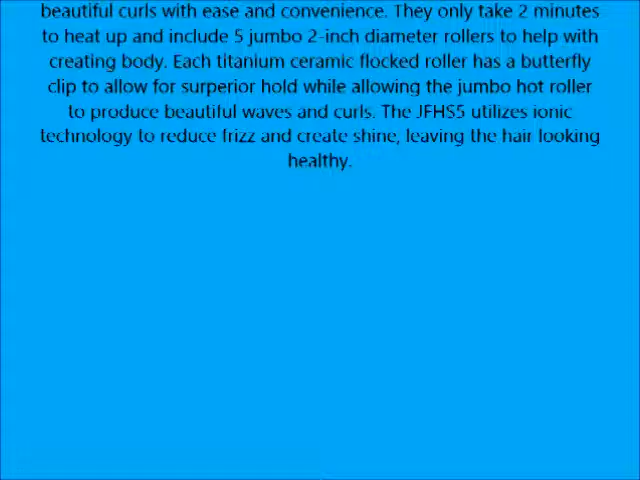 beautiful curls with ease and convenience. They only take 2 minutes
to heat up and include 5 jumbo 2-inch diameter rollers to help with
creating body. Each titanium ceramic flocked roller has a butterfly
clip to allow for surperior hold while allowing the jumbo hot roller
to produce beautiful waves and curls. The JFHS5 utilizes ionic
technology to reduce frizz and create shine, leaving the hair looking
healthy.